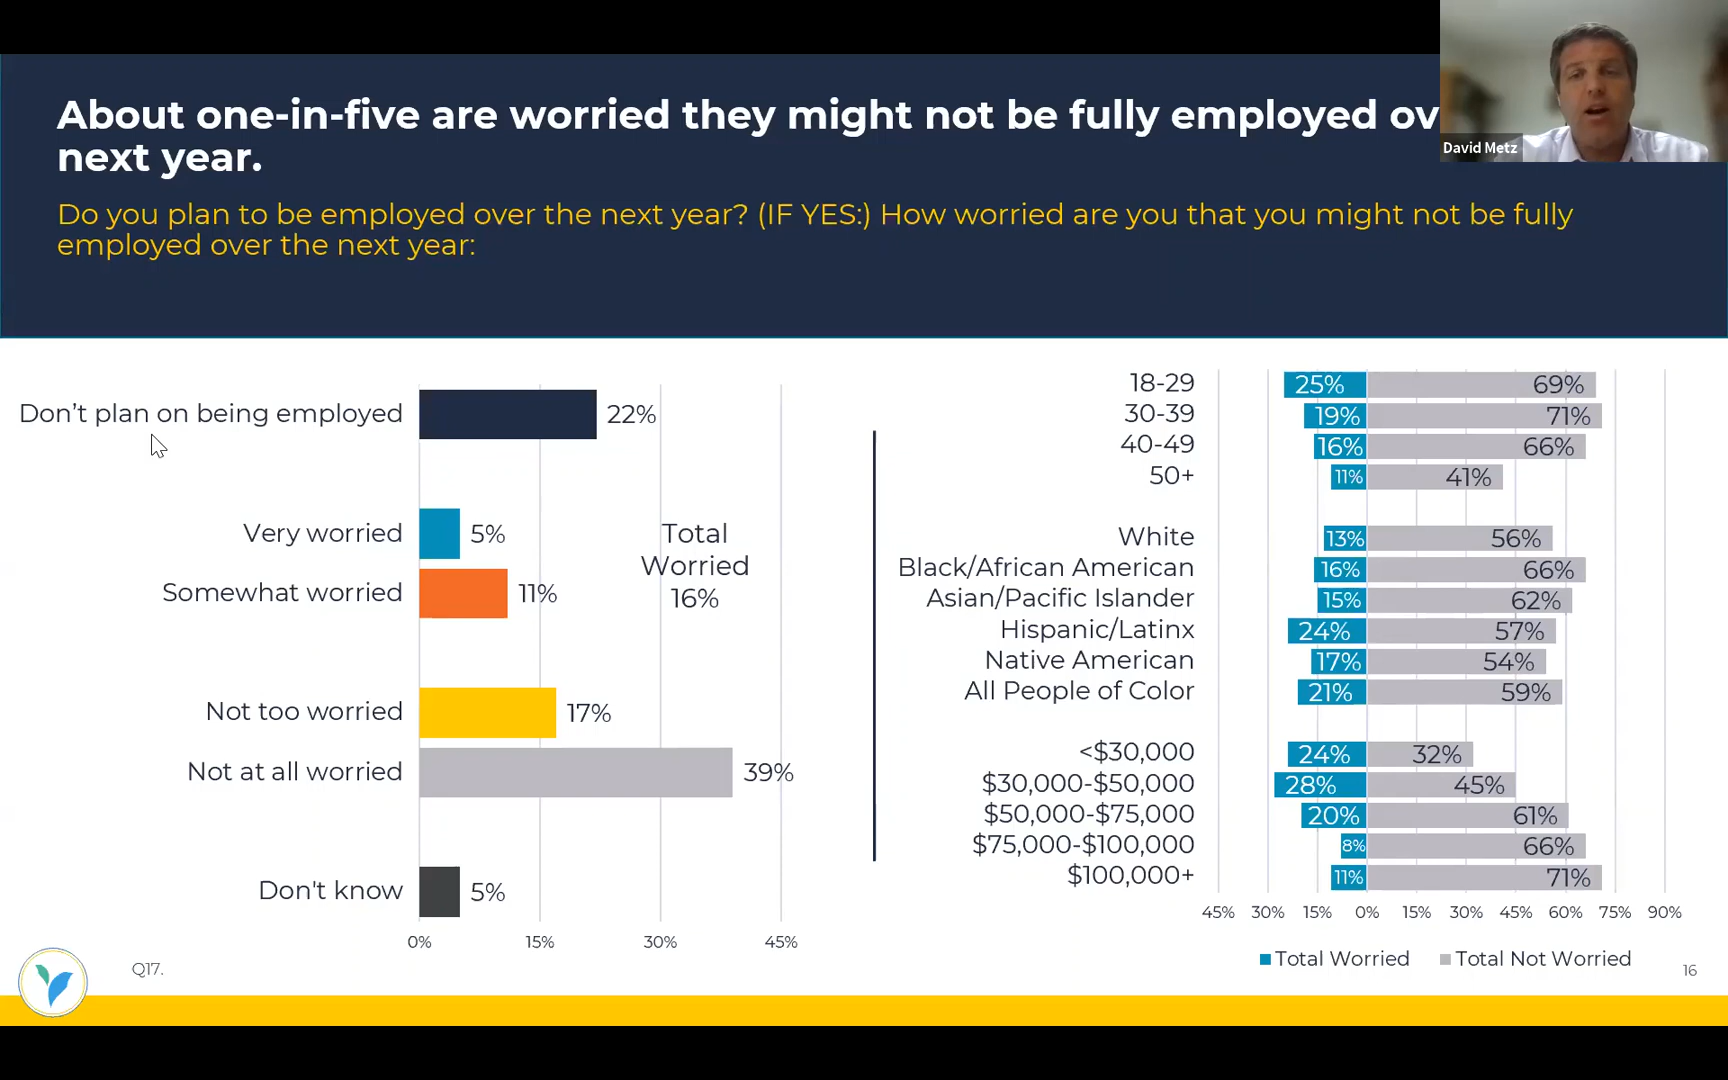 About one-in-five are worried they might not be fully employed ov
next year.
David Metz
Do you plan to be employed over the next year? (IF YES:) How worried are you that you might not be fully
employed over the next year:
Don’t plan on being employed 22%
Very worried 5%
Somewhat worried 11%
Total
Worried
16%
Not too worried 17%
Not at all worried 39%
Don't know 5%
0% 15% 30% 45%
18-29 25% 69%
30-39 19% 71%
40-49 16% 66%
50+ 11% 41%
White 13% 56%
Black/African American 16% 66%
Asian/Pacific Islander 15% 62%
Hispanic/Latinx 24% 57%
Native American 17% 54%
All People of Color 21% 59%
<$30,000 24% 32%
$30,000-$50,000 28% 45%
$50,000-$75,000 20% 61%
$75,000-$100,000 8% 66%
$100,000+ 11% 71%
45% 30% 15% 0% 15% 30% 45% 60% 75% 90%
Total Worried Total Not Worried
Q17.
16